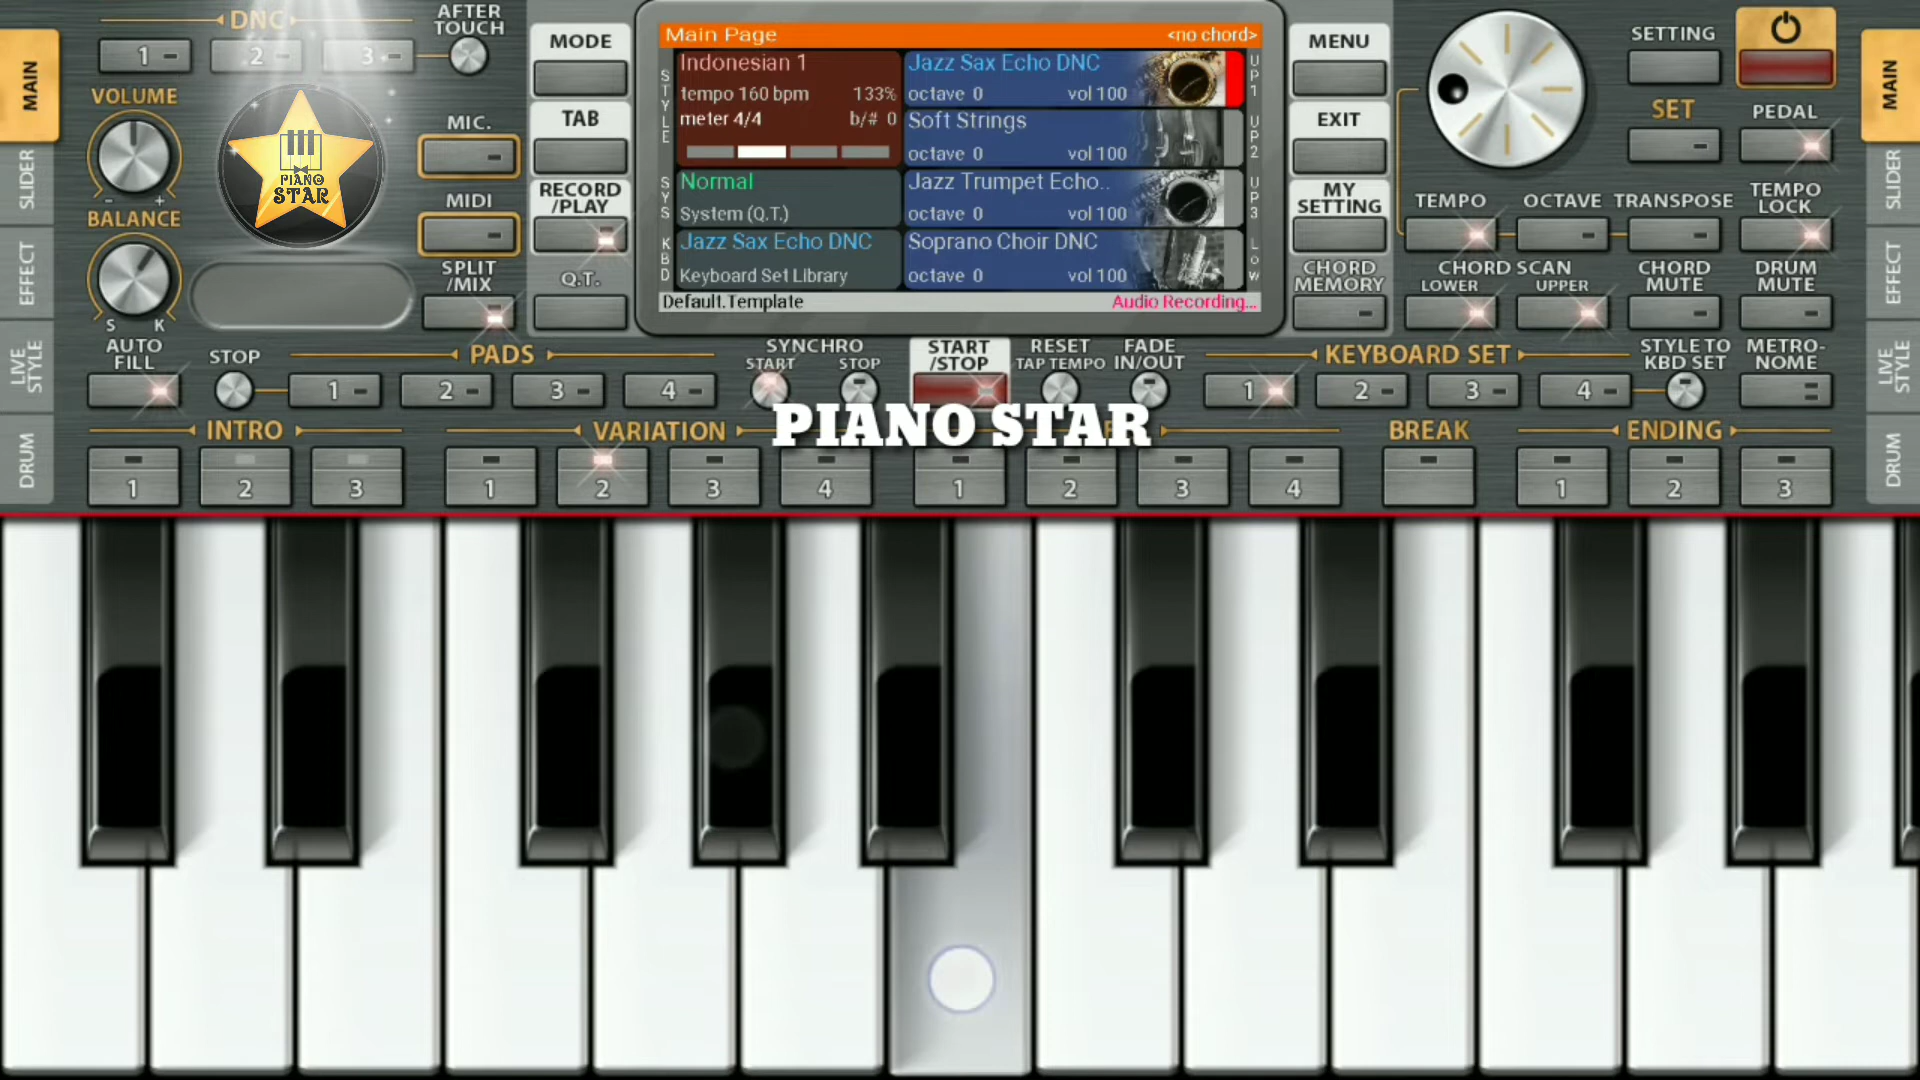 DNC
AFTER
TOUCH
1
2
3
VOLUME
BALANCE
- +
S K
PIANO
STAR
MIC.
MIDI
SPLIT
/MIX
MODE
TAB
RECORD
/PLAY
Q.T.
Main Page <no chord>
STYLE
Indonesian 1
tempo 160 bpm 133%
meter 4/4 b/# 0
SYS
Normal
System (Q.T.)
KBD
Jazz Sax Echo DNC
Keyboard Set Library
Jazz Sax Echo DNC
octave 0 vol 100
UP1
Soft Strings
octave 0 vol 100
UP2
Jazz Trumpet Echo..
octave 0 vol 100
UP3
Soprano Choir DNC
octave 0 vol 100
Low
Default.Template Audio Recording...
MENU
EXIT
MY
SETTING
CHORD
MEMORY
SETTING
SET
PEDAL
TEMPO OCTAVE TRANSPOSE
TEMPO
LOCK
CHORD SCAN
LOWER UPPER
CHORD
MUTE
DRUM
MUTE
MAIN
SLIDER
EFFECT
LIVE
STYLE
DRUM
MAIN
SLIDER
EFFECT
LIVE
STYLE
DRUM
AUTO
FILL
STOP
PADS
1 2 3 4
SYNCHRO
START STOP
START
/STOP
RESET
TAP TEMPO
FADE
IN/OUT
KEYBOARD SET
1 2 3 4
STYLE TO
KBD SET
METRO-
NOME
PIANO STAR
INTRO
1 2 3
VARIATION
1 2 3 4
1 2 3 4
BREAK
ENDING
1 2 3